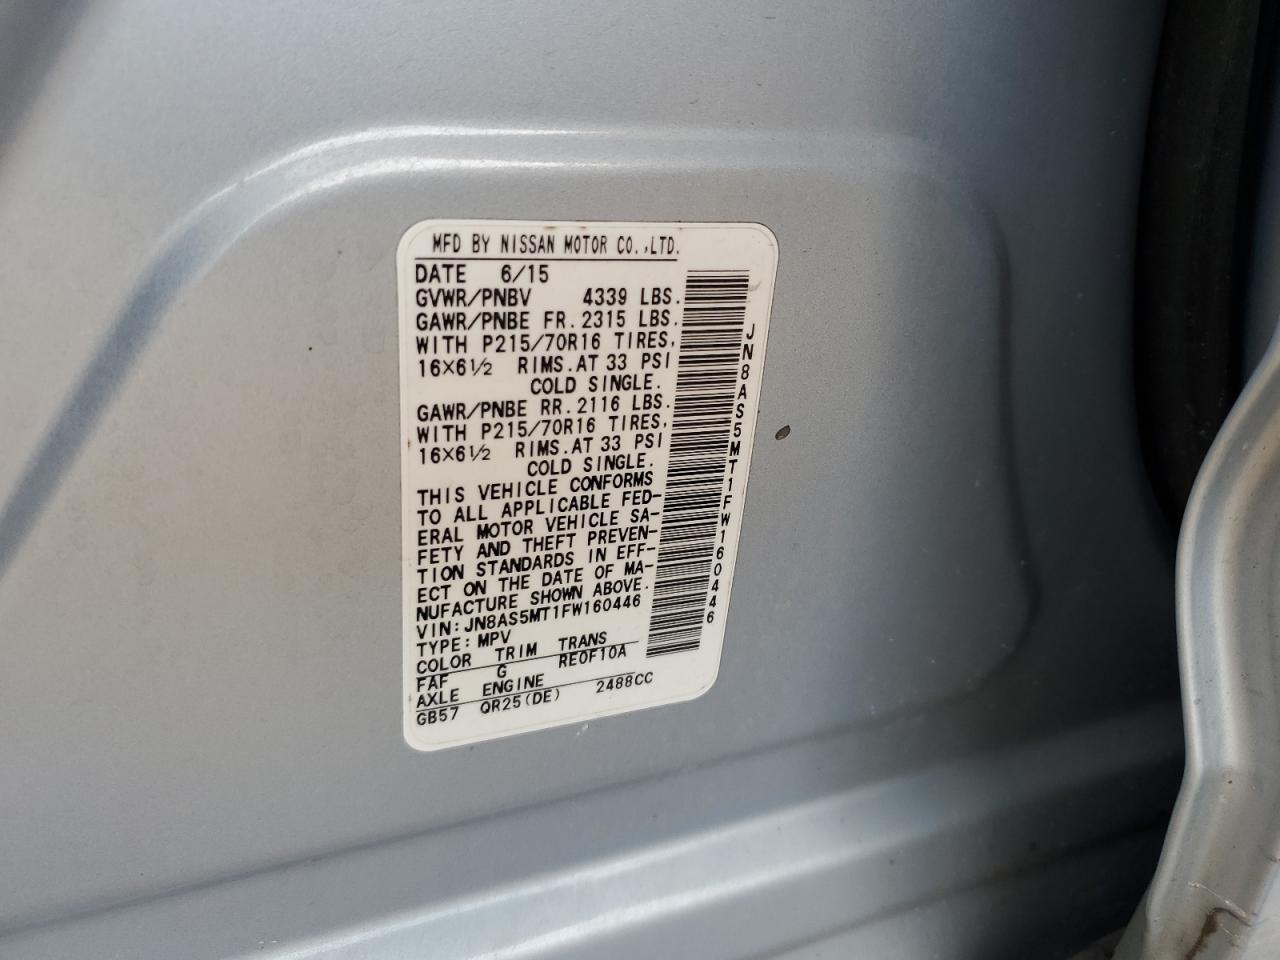 MFD BY NISSAN MOTOR CO.,LTD.
DATE 6/15
GVWR/PNBV 4339 LBS.
GAWR/PNBE FR.2315 LBS.
WITH P215/70R16 TIRES,
16×6½ RIMS.AT 33 PSI
COLD SINGLE.
GAWR/PNBE RR.2116 LBS.
WITH P215/70R16 TIRES,
16×6½ RIMS.AT 33 PSI
COLD SINGLE.
THIS VEHICLE CONFORMS
TO ALL APPLICABLE FED-
ERAL MOTOR VEHICLE SA-
FETY AND THEFT PREVEN-
TION STANDARDS IN EFF-
ECT ON THE DATE OF MA-
NUFACTURE SHOWN ABOVE.
VIN:JN8AS5MT1FW160446
TYPE:MPV
COLOR TRIM TRANS
FAF G RE0F10A
AXLE ENGINE
GB57 QR25(DE) 2488CC
JN8AS5MT1FW160446